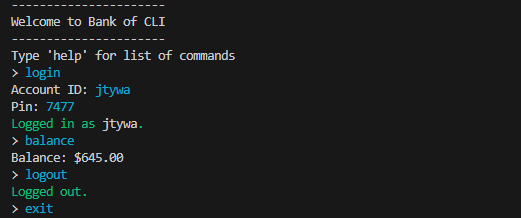 ----------------------
Welcome to Bank of CLI
----------------------
Type 'help' for list of commands
> login
Account ID: jtywa
Pin: 7477
Logged in as jtywa.
> balance
Balance: $645.00
> logout
Logged out.
> exit